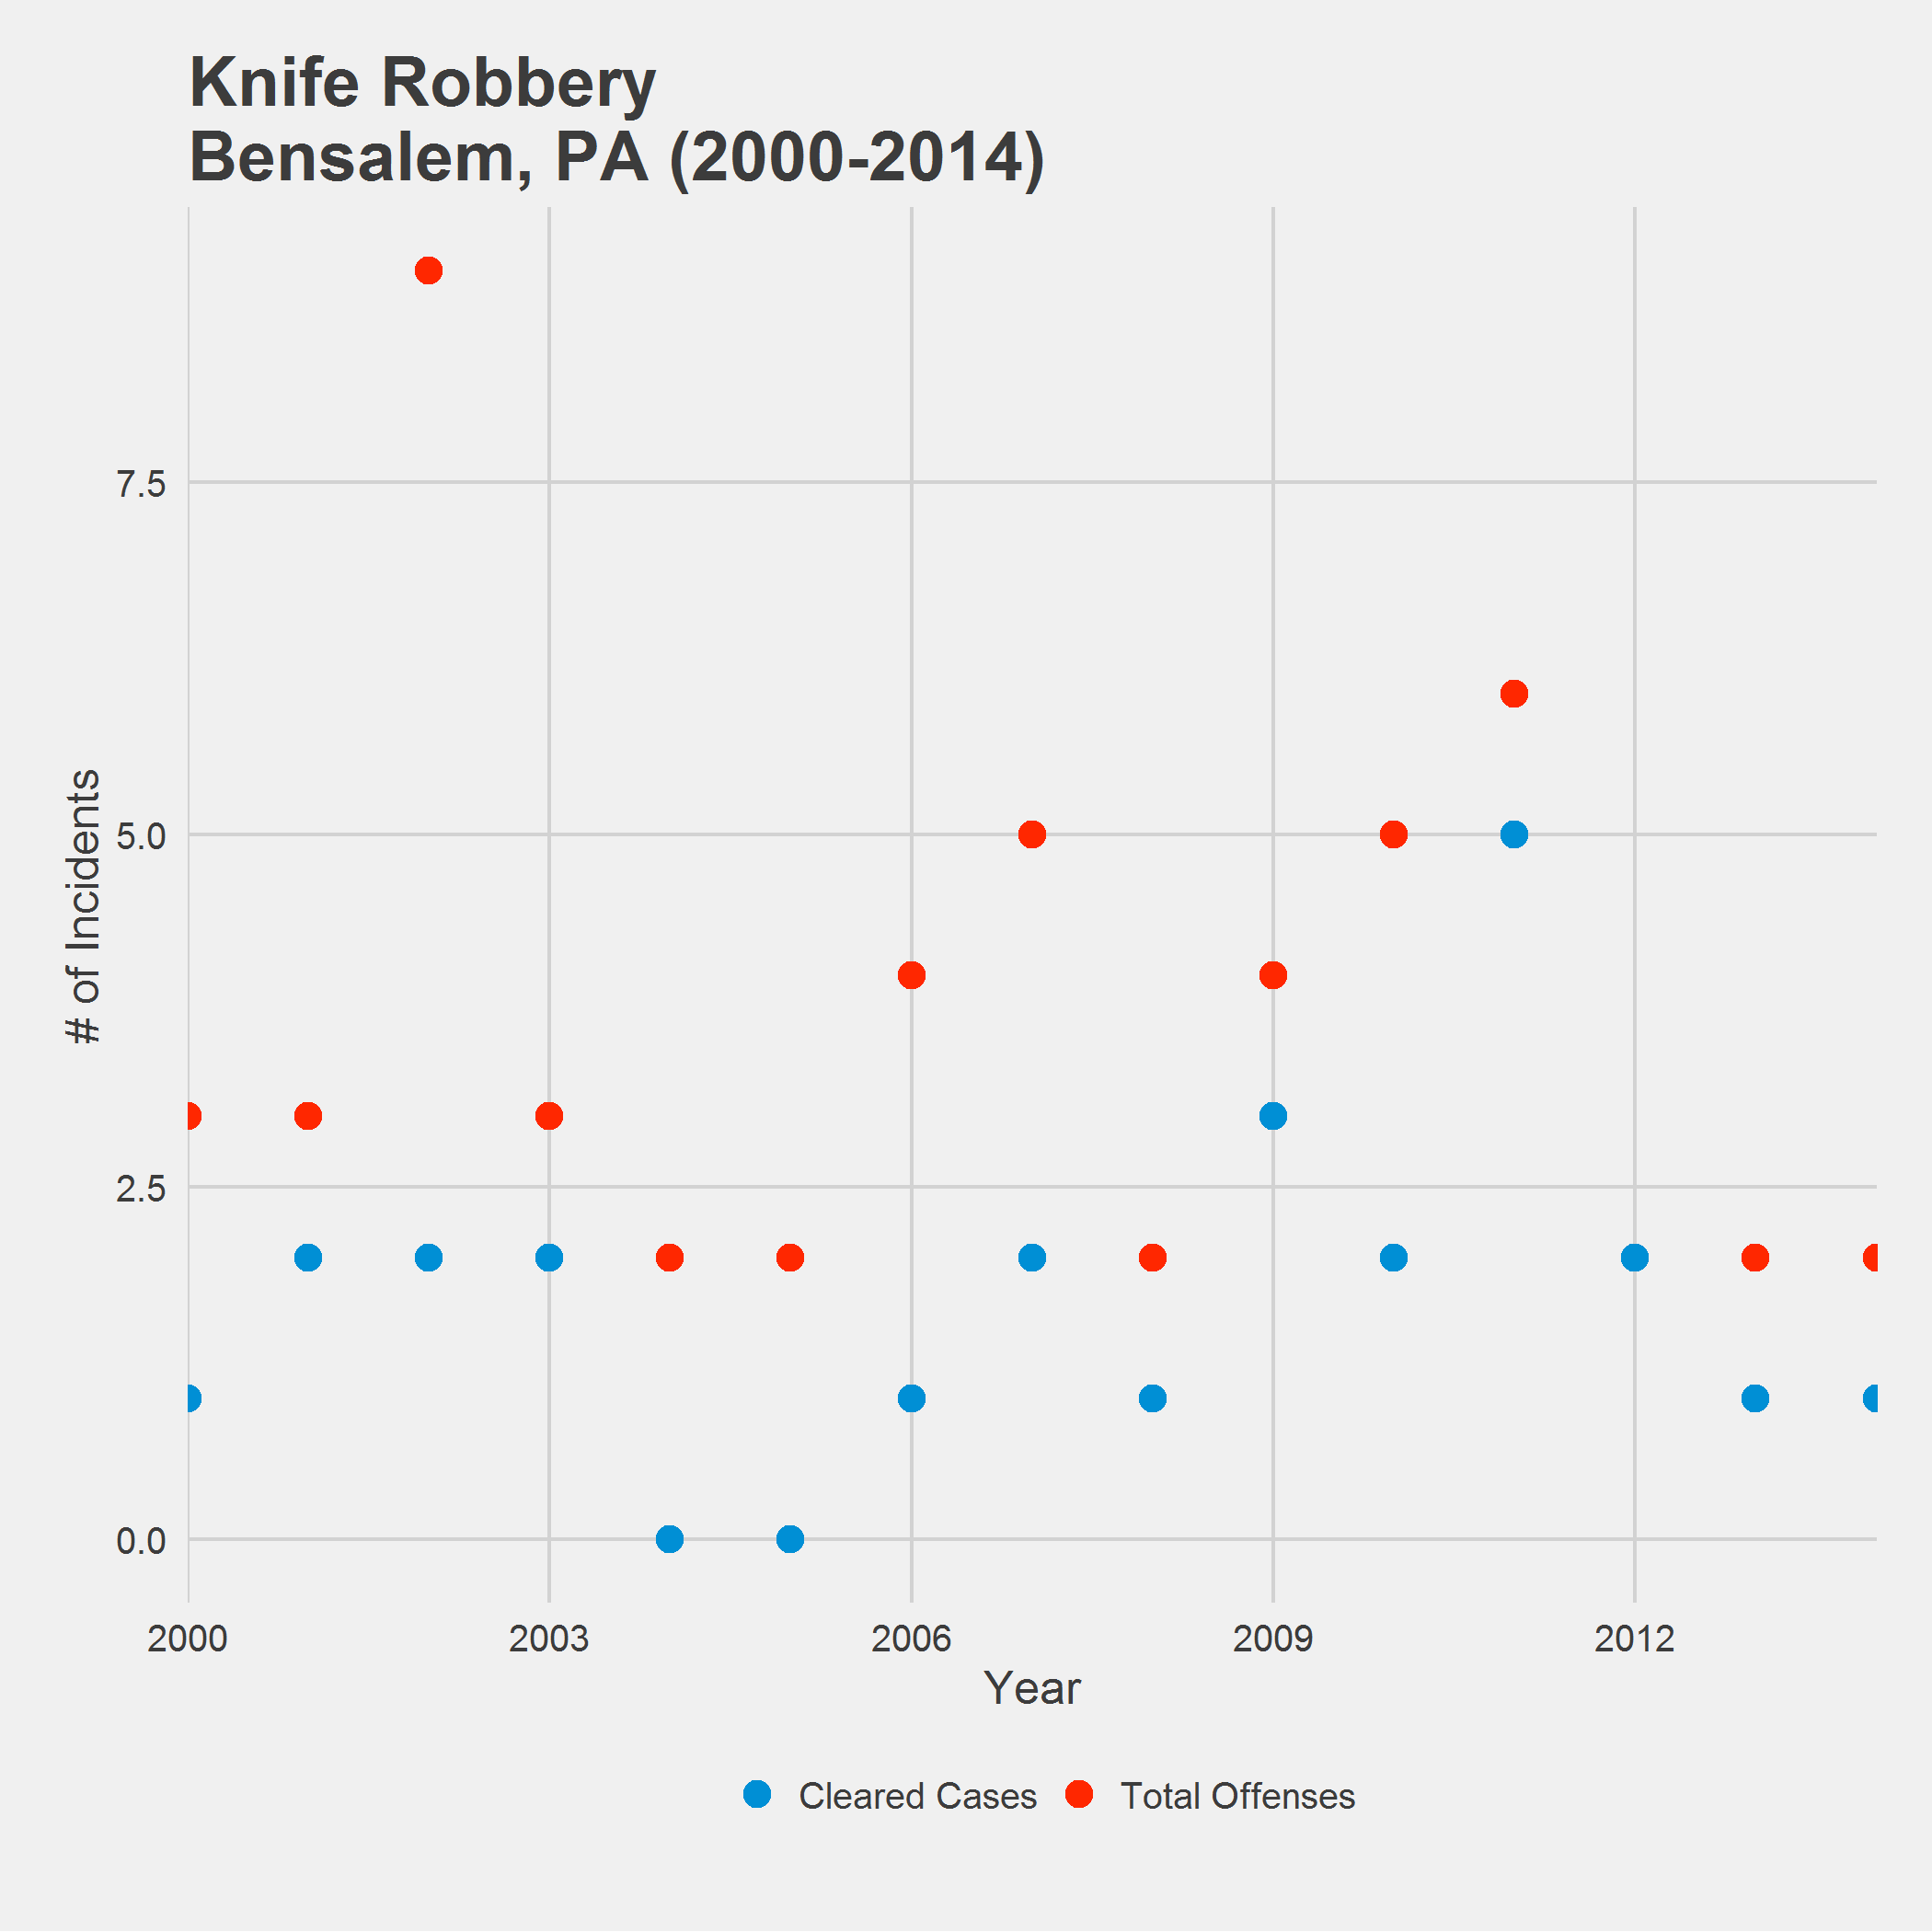 Knife Robbery
Bensalem, PA (2000-2014)
7.5
5.0
2.5
0.0
# of Incidents
2000 2003 2006 2009 2012
Year
Cleared Cases Total Offenses